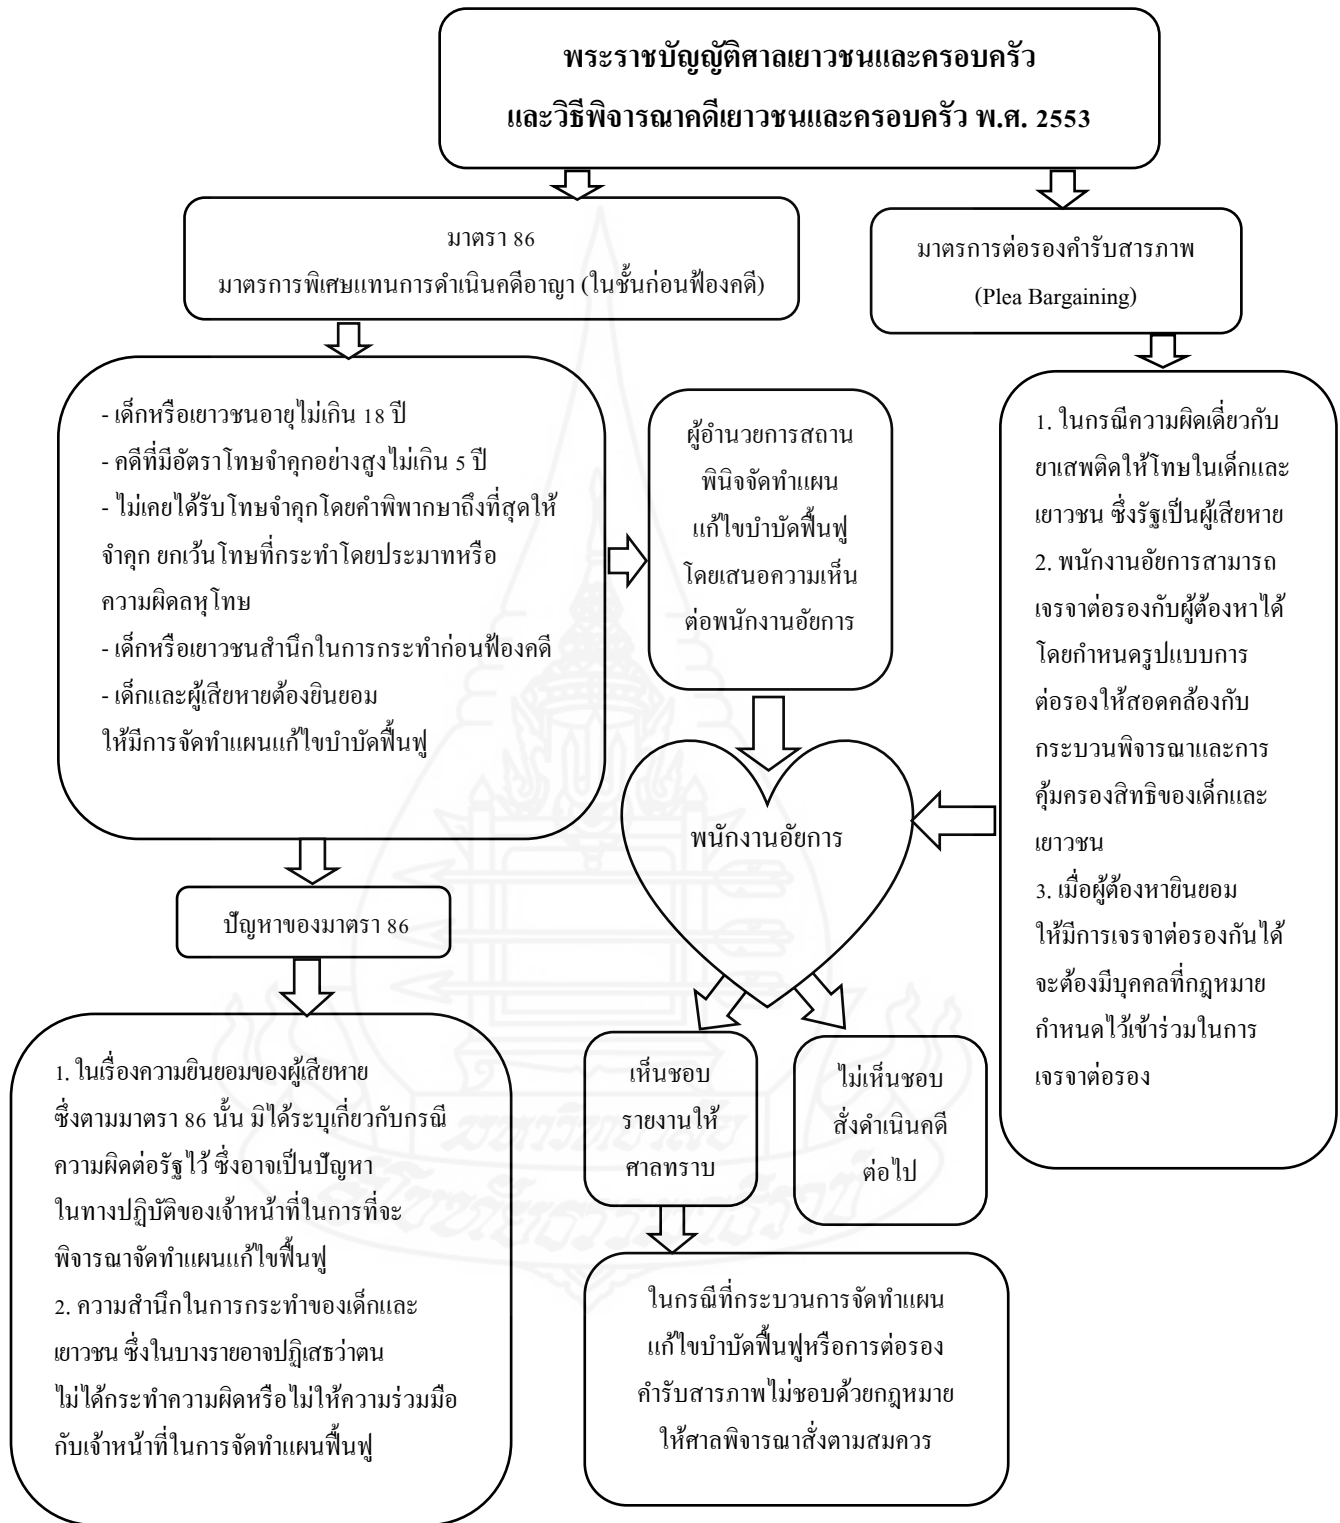 พระราชบัญญัติศาลเยาวชนและครอบครัว
และวิธีพิจารณาคดีเยาวชนและครอบครัว พ.ศ. 2553
มาตรา 86
มาตรการพิเศษแทนการดำเนินคดีอาญา (ในชั้นก่อนฟ้องคดี)
มาตรการต่อรองคำรับสารภาพ
(Plea Bargaining)
- เด็กหรือเยาวชนอายุไม่เกิน 18 ปี
- คดีที่มีอัตราโทษจำคุกอย่างสูงไม่เกิน 5 ปี
- ไม่เคยได้รับโทษจำคุกโดยคำพิพากษาถึงที่สุดให้
จำคุก ยกเว้นโทษที่กระทำโดยประมาทหรือ
ความผิดลหุโทษ
- เด็กหรือเยาวชนสำนึกในการกระทำก่อนฟ้องคดี
- เด็กและผู้เสียหายต้องยินยอม
ให้มีการจัดทำแผนแก้ไขบำบัดฟื้นฟู
ผู้อำนวยการสถาน
พินิจจัดทำแผน
แก้ไขบำบัดฟื้นฟู
โดยเสนอความเห็น
ต่อพนักงานอัยการ
1. ในกรณีความผิดเดี่ยวกับ
ยาเสพติดให้โทษในเด็กและ
เยาวชน ซึ่งรัฐเป็นผู้เสียหาย
2. พนักงานอัยการสามารถ
เจรจาต่อรองกับผู้ต้องหาได้
โดยกำหนดรูปแบบการ
ต่อรองให้สอดคล้องกับ
กระบวนพิจารณาและการ
คุ้มครองสิทธิของเด็กและ
เยาวชน
3. เมื่อผู้ต้องหายินยอม
ให้มีการเจรจาต่อรองกันได้
จะต้องมีบุคคลที่กฎหมาย
กำหนดไว้เข้าร่วมในการ
เจรจาต่อรอง
พนักงานอัยการ
ปัญหาของมาตรา 86
1. ในเรื่องความยินยอมของผู้เสียหาย
ซึ่งตามมาตรา 86 นั้น มิได้ระบุเกี่ยวกับกรณี
ความผิดต่อรัฐไว้ ซึ่งอาจเป็นปัญหา
ในทางปฏิบัติของเจ้าหน้าที่ในการที่จะ
พิจารณาจัดทำแผนแก้ไขฟื้นฟู
2. ความสำนึกในการกระทำของเด็กและ
เยาวชน ซึ่งในบางรายอาจปฏิเสธว่าตน
ไม่ได้กระทำความผิดหรือไม่ให้ความร่วมมือ
กับเจ้าหน้าที่ในการจัดทำแผนฟื้นฟู
เห็นชอบ
รายงานให้
ศาลทราบ
ไม่เห็นชอบ
สั่งดำเนินคดี
ต่อไป
ในกรณีที่กระบวนการจัดทำแผน
แก้ไขบำบัดฟื้นฟูหรือการต่อรอง
คำรับสารภาพไม่ชอบด้วยกฎหมาย
ให้ศาลพิจารณาสั่งตามสมควร
มหาวิทยาลัย
สุโขทัยธรรมาธิราช